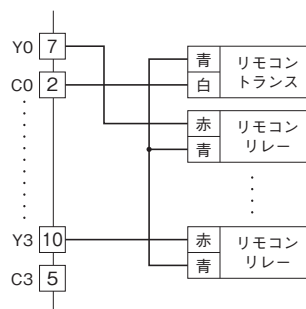 Y0 7
C0 2
Y3 10
C3 5
青 リモコン
白 トランス
赤 リモコン
青 リレー
赤 リモコン
青 リレー